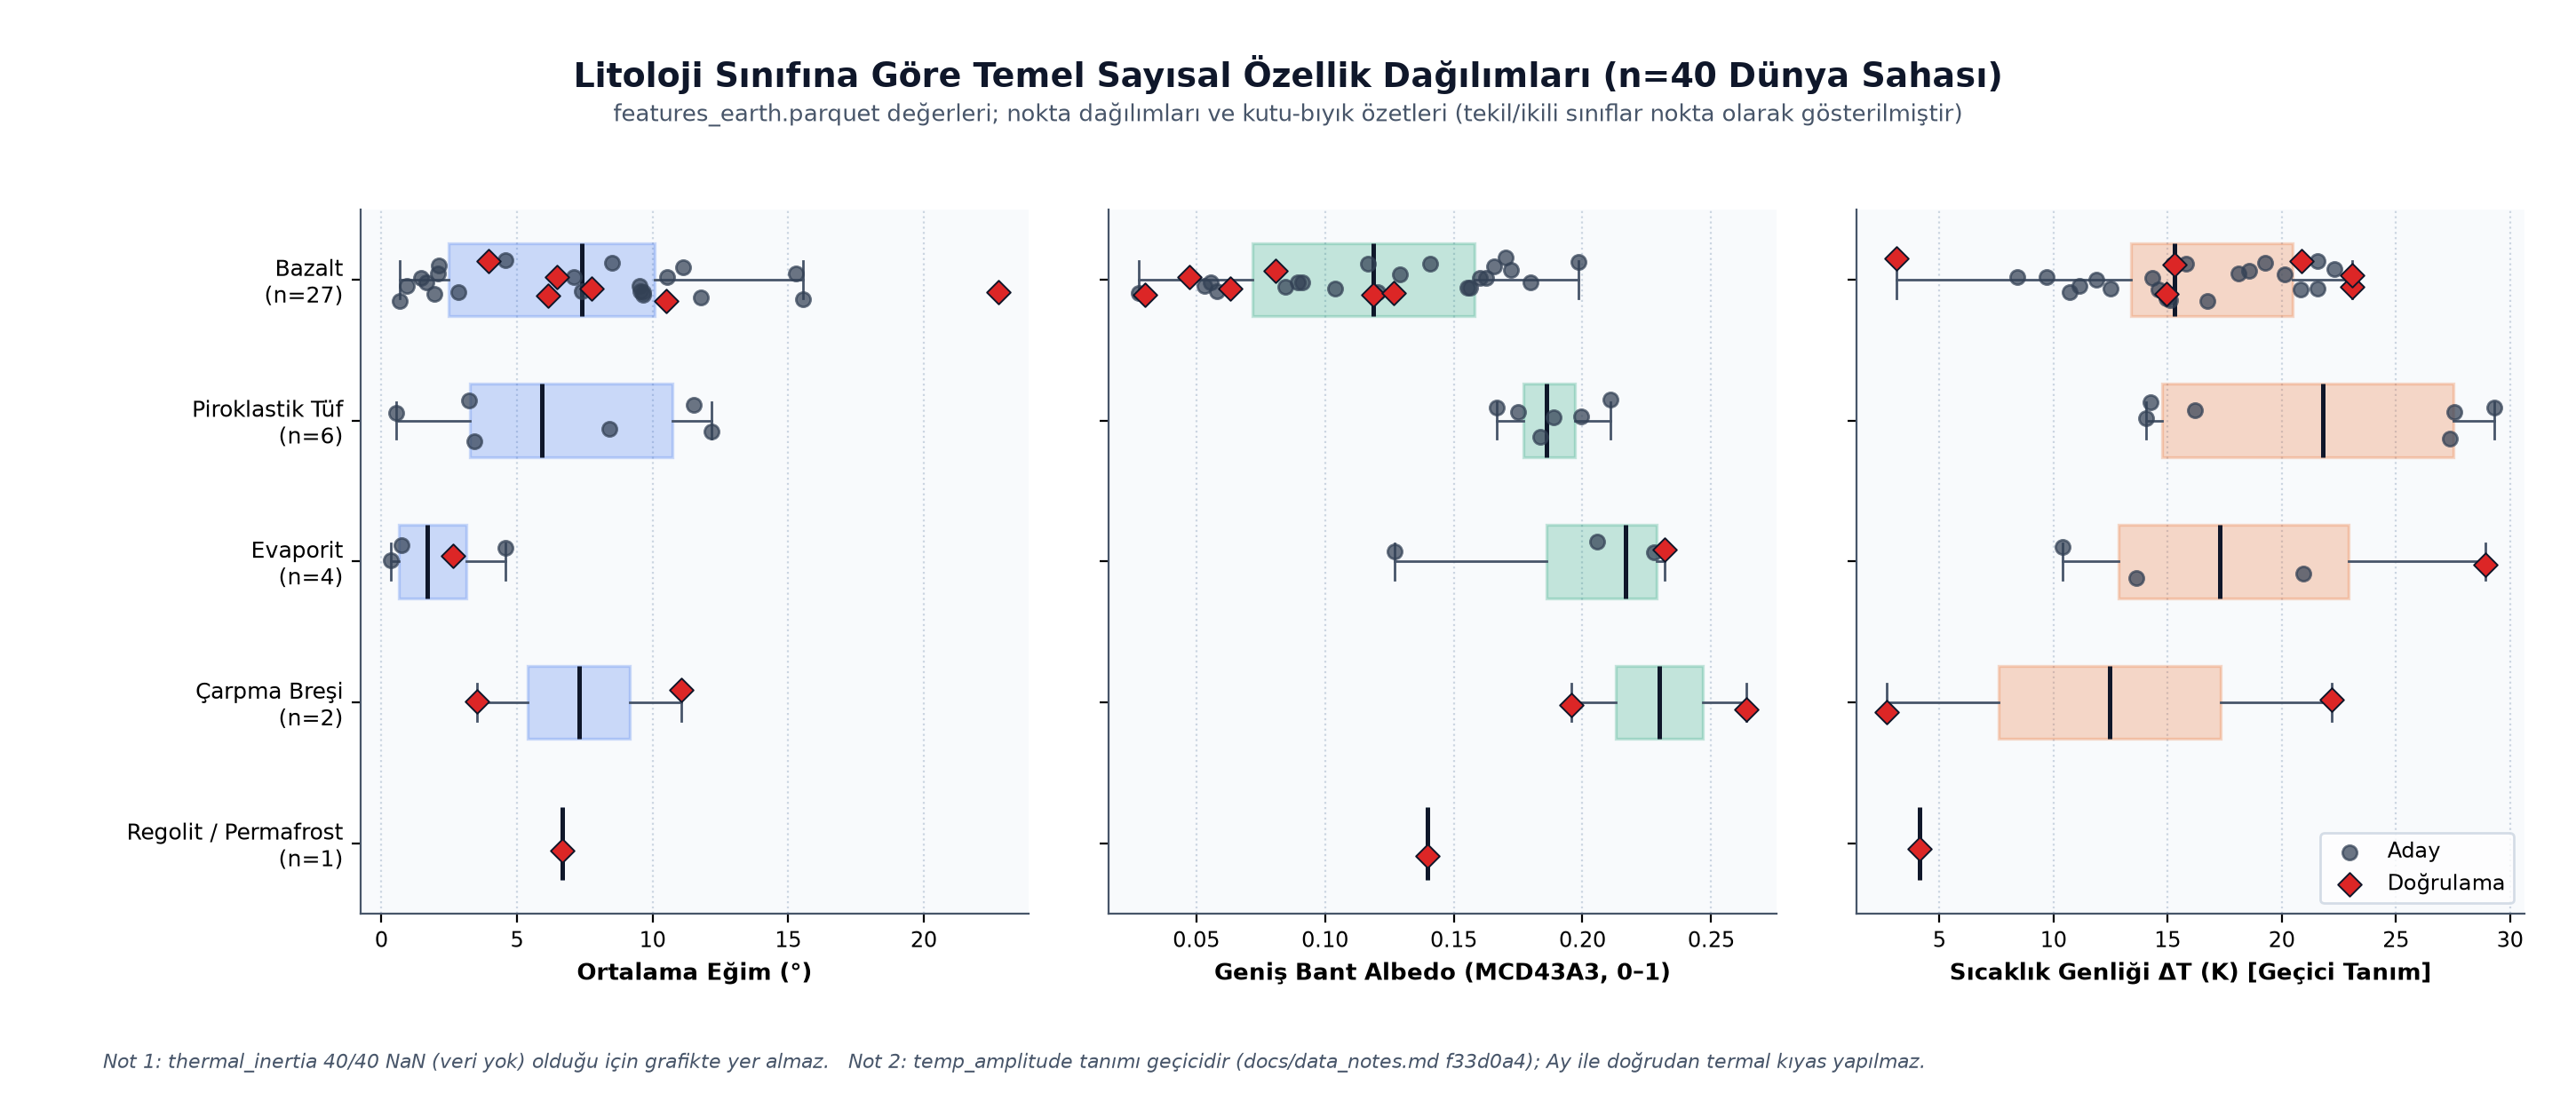 Litoloji Sınıfına Göre Temel Sayısal Özellik Dağılımları (n=40 Dünya Sahası)
features_earth.parquet değerleri; nokta dağılımları ve kutu-bıyık özetleri (tekil/ikili sınıflar nokta olarak gösterilmiştir)
Bazalt
(n=27)
Piroklastik Tüf
(n=6)
Evaporit
(n=4)
Çarpma Breşi
(n=2)
Regolit / Permafrost
(n=1)
0 5 10 15 20
Ortalama Eğim (°)
0.05 0.10 0.15 0.20 0.25
Geniş Bant Albedo (MCD43A3, 0–1)
Aday
Doğrulama
5 10 15 20 25 30
Sıcaklık Genliği ΔT (K) [Geçici Tanım]
Not 1: thermal_inertia 40/40 NaN (veri yok) olduğu için grafikte yer almaz. Not 2: temp_amplitude tanımı geçicidir (docs/data_notes.md f33d0a4); Ay ile doğrudan termal kıyas yapılmaz.